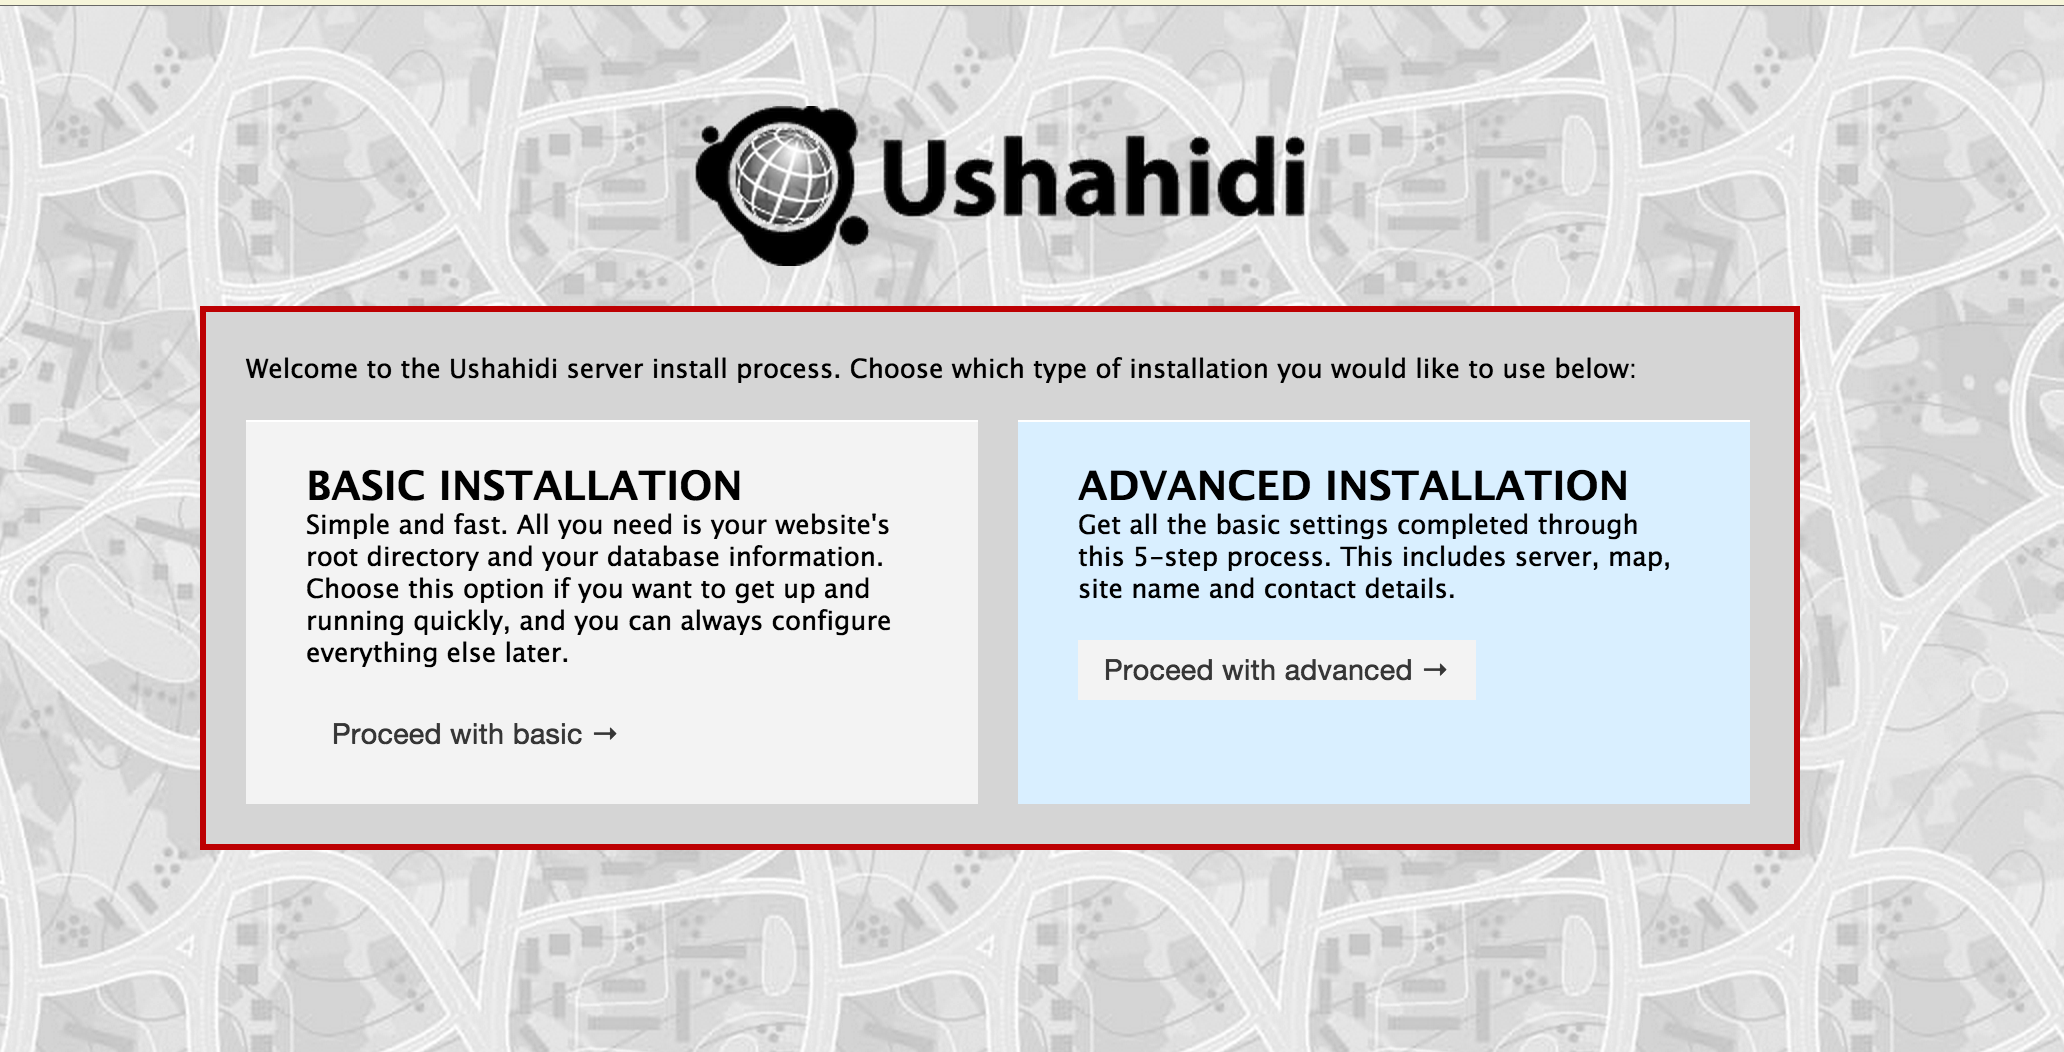 Ushahidi
Welcome to the Ushahidi server install process. Choose which type of installation you would like to use below:
BASIC INSTALLATION
Simple and fast. All you need is your website's
root directory and your database information.
Choose this option if you want to get up and
running quickly, and you can always configure
everything else later.
Proceed with basic →
ADVANCED INSTALLATION
Get all the basic settings completed through
this 5-step process. This includes server, map,
site name and contact details.
Proceed with advanced →